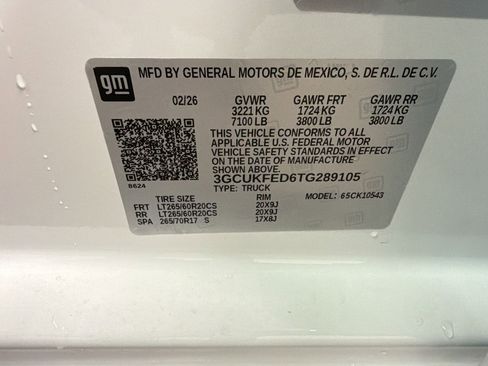 gm
MFD BY GENERAL MOTORS DE MEXICO, S. DE R.L. DE C.V.
02/26 GVWR GAWR FRT GAWR RR
3221 KG 1724 KG 1724 KG
7100 LB 3800 LB 3800 LB
THIS VEHICLE CONFORMS TO ALL
APPLICABLE U.S. FEDERAL MOTOR
VEHICLE SAFETY STANDARDS IN EFFECT
ON THE DATE OF MANUFACTURE
SHOWN ABOVE.
3GCUKFED6TG289105
B624 TYPE: TRUCK MODEL: 6SCK10543
TIRE SIZE RIM
FRT LT265/60R20CS 20X9J
RR LT265/60R20CS 20X9J
SPA 265/70R17 S 17X8J